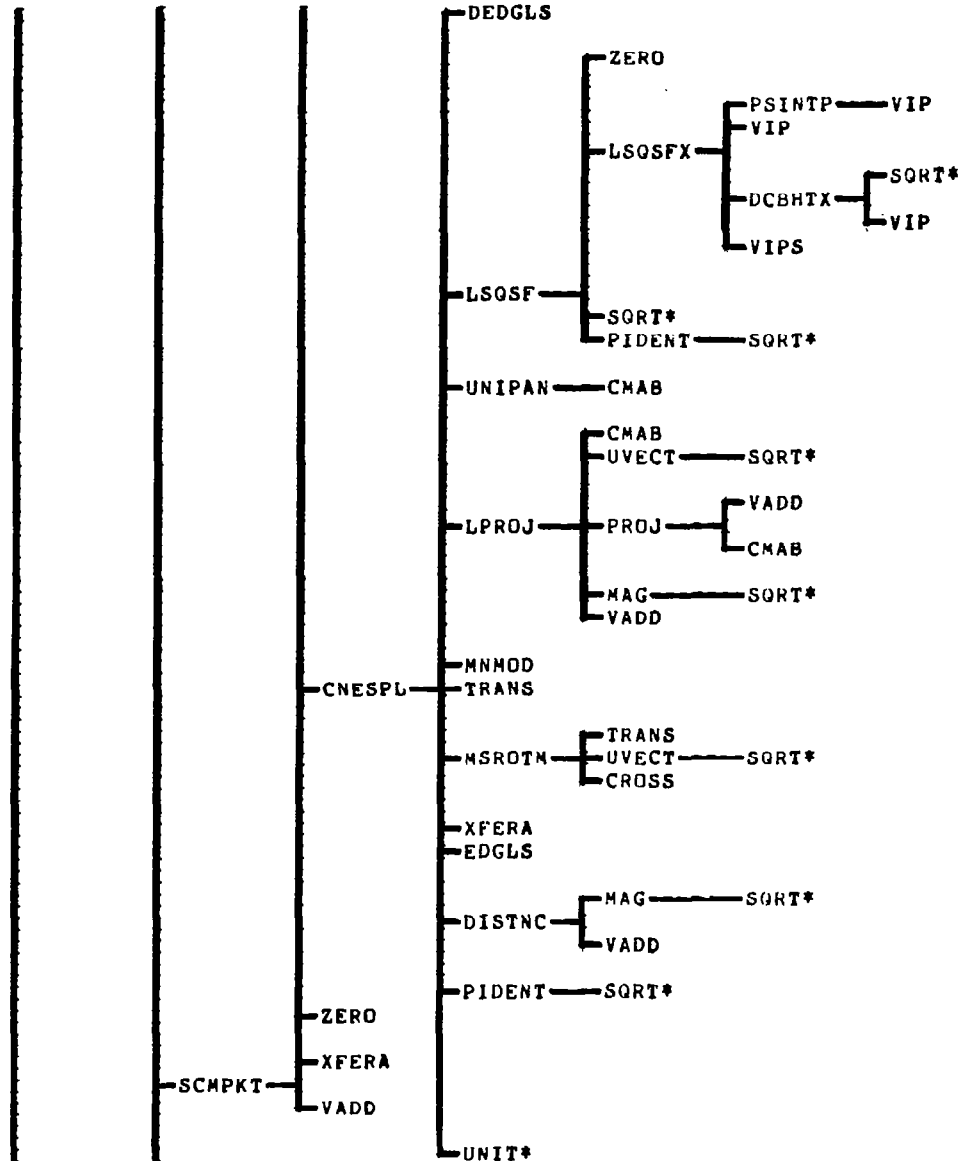 DEDGLS
ZERO
PSINTP VIP
VIP
LSQSFX
SQRT*
DCBHTX
VIP
VIPS
LSQSF
SQRT*
PIDENT SQRT*
UNIPAN CMAB
CMAB
UVECT SQRT*
VADD
LPROJ PROJ
CMAB
MAG SQRT*
VADD
MNMOD
CNESPL TRANS
TRANS
MSROTM UVECT SQRT*
CROSS
XFERA
EDGLS
MAG SQRT*
DISTNC
VADD
PIDENT SQRT*
ZERO
XFERA
SCMPKT
VADD
UNIT*